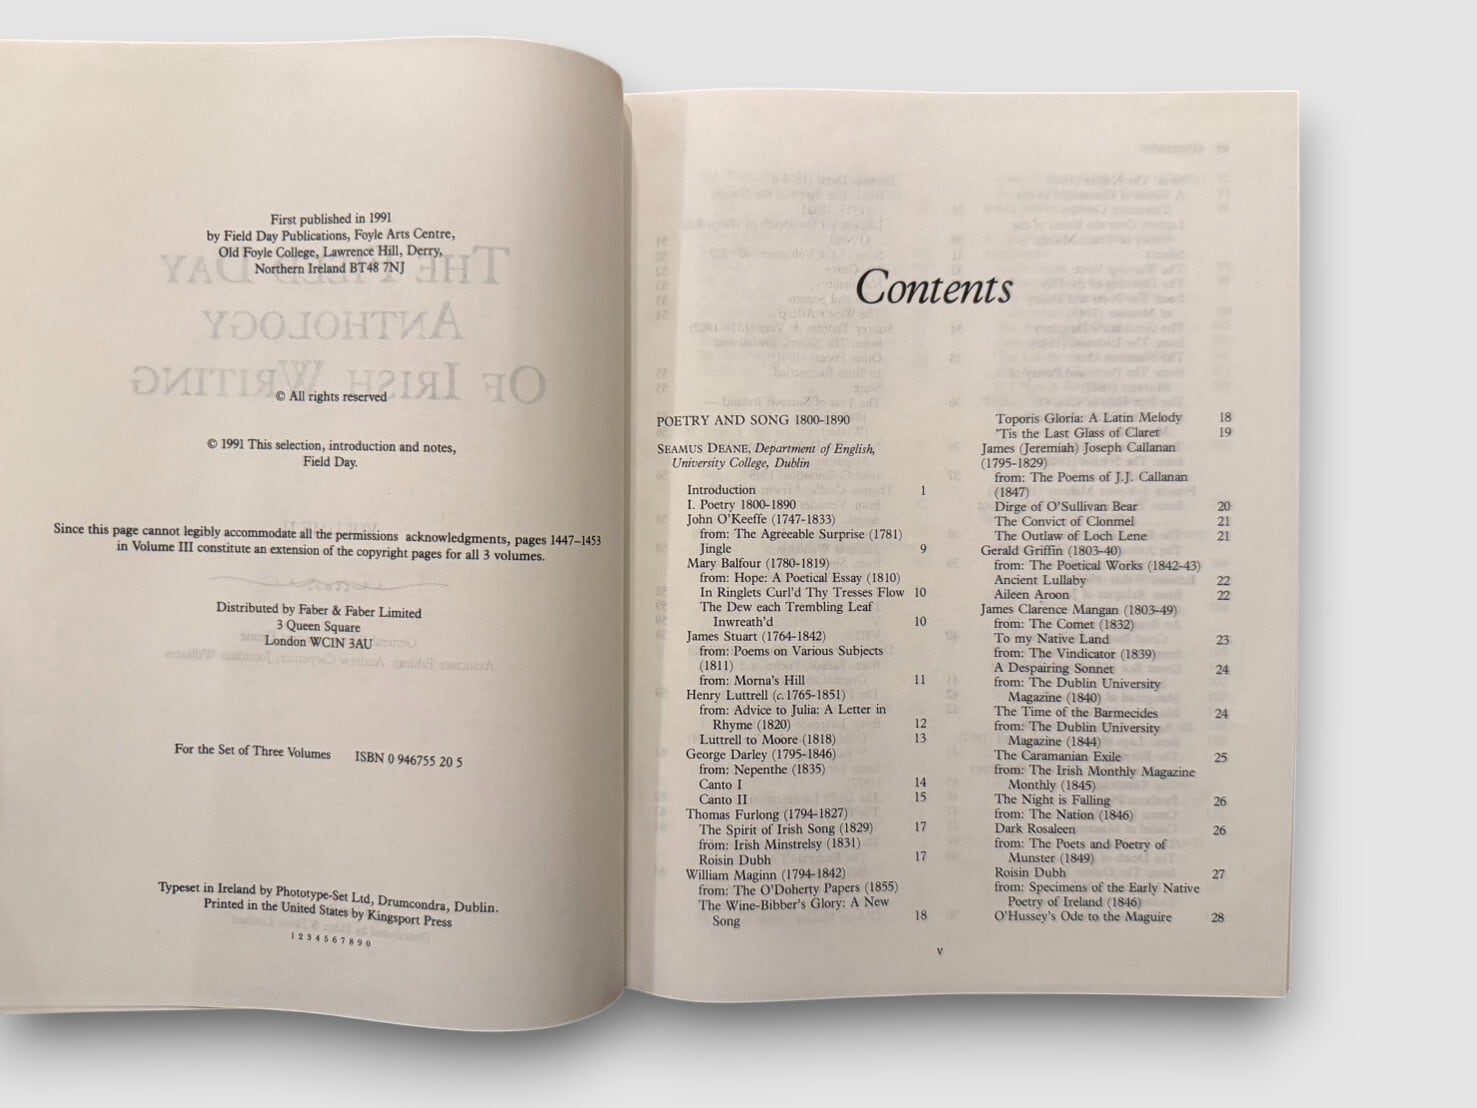 First published in 1991
by Field Day Publications, Foyle Arts Centre,
Old Foyle College, Lawrence Hill, Derry,
Northern Ireland BT48 7NJ
THE FIELD DAY
ANTHOLOGY
OF IRISH WRITING
© All rights reserved
© 1991 This selection, introduction and notes,
Field Day.
Since this page cannot legibly accommodate all the permissions acknowledgments, pages 1447–1453
in Volume III constitute an extension of the copyright pages for all 3 volumes.
Distributed by Faber & Faber Limited
3 Queen Square
London WC1N 3AU
Associate Editors: Andrew Carpenter, Jonathan Williams
For the Set of Three Volumes ISBN 0 946755 20 5
Typeset in Ireland by Phototype-Set Ltd, Drumcondra, Dublin.
Printed in the United States by Kingsport Press
1 2 3 4 5 6 7 8 9 0
Contents
POETRY AND SONG 1800-1890
SEAMUS DEANE, Department of English,
University College, Dublin
Introduction 1
I. Poetry 1800-1890
John O'Keeffe (1747-1833)
from: The Agreeable Surprise (1781)
Jingle 9
Mary Balfour (1780-1819)
from: Hope: A Poetical Essay (1810)
In Ringlets Curl'd Thy Tresses Flow 10
The Dew each Trembling Leaf
Inwreath'd 10
James Stuart (1764-1842)
from: Poems on Various Subjects
(1811)
from: Morna's Hill 11
Henry Luttrell (c.1765-1851)
from: Advice to Julia: A Letter in
Rhyme (1820) 12
Luttrell to Moore (1818) 13
George Darley (1795-1846)
from: Nepenthe (1835)
Canto I 14
Canto II 15
Thomas Furlong (1794-1827)
The Spirit of Irish Song (1829) 17
from: Irish Minstrelsy (1831)
Roisin Dubh 17
William Maginn (1794-1842)
from: The O'Doherty Papers (1855)
The Wine-Bibber's Glory: A New
Song 18
Toporis Gloria: A Latin Melody 18
'Tis the Last Glass of Claret 19
James (Jeremiah) Joseph Callanan
(1795-1829)
from: The Poems of J.J. Callanan
(1847)
Dirge of O'Sullivan Bear 20
The Convict of Clonmel 21
The Outlaw of Loch Lene 21
Gerald Griffin (1803-40)
from: The Poetical Works (1842-43)
Ancient Lullaby 22
Aileen Aroon 22
James Clarence Mangan (1803-49)
from: The Comet (1832)
To my Native Land 23
from: The Vindicator (1839)
A Despairing Sonnet 24
from: The Dublin University
Magazine (1840)
The Time of the Barmecides 24
from: The Dublin University
Magazine (1844)
The Caramanian Exile 25
from: The Irish Monthly Magazine
Monthly (1845)
The Night is Falling 26
from: The Nation (1846)
Dark Rosaleen 26
from: The Poets and Poetry of
Munster (1849)
Roisin Dubh 27
from: Specimens of the Early Native
Poetry of Ireland (1846)
O'Hussey's Ode to the Maguire 28
v